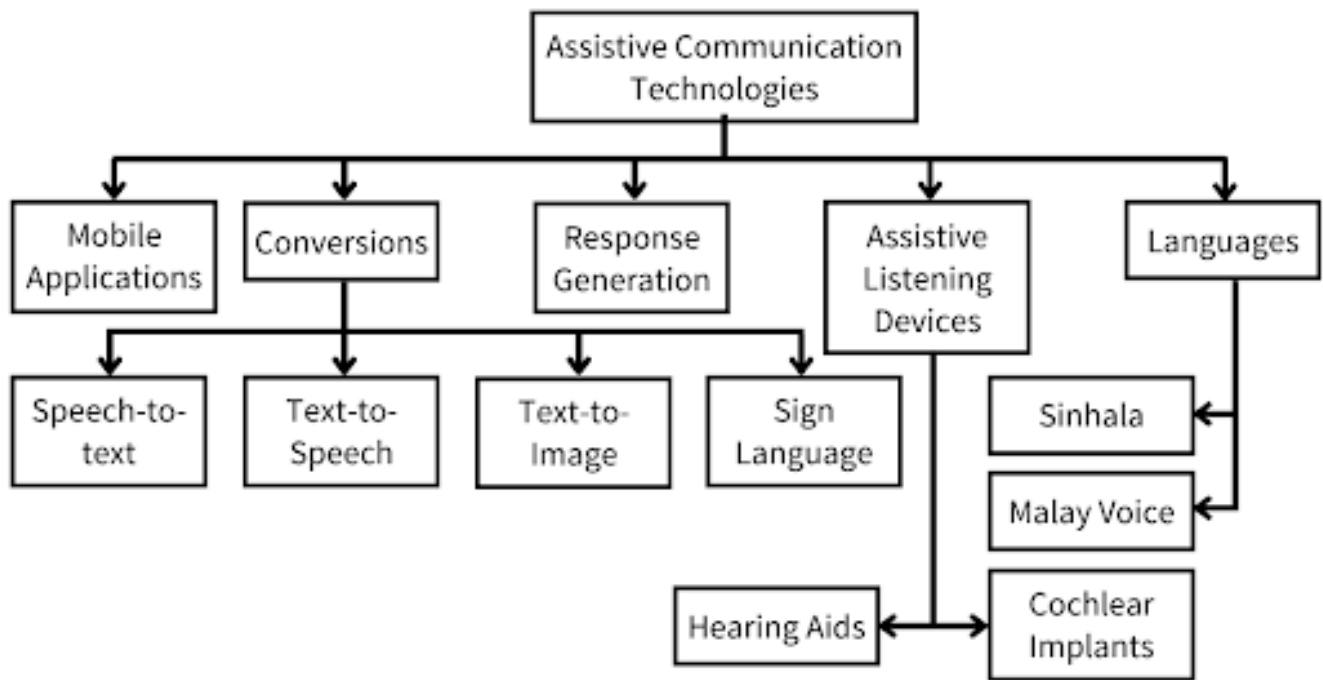 Assistive Communication
Technologies
Mobile
Applications
Conversions
Response
Generation
Assistive
Listening
Devices
Languages
Speech-to-
text
Text-to-
Speech
Text-to-
Image
Sign
Language
Sinhala
Malay Voice
Hearing Aids
Cochlear
Implants